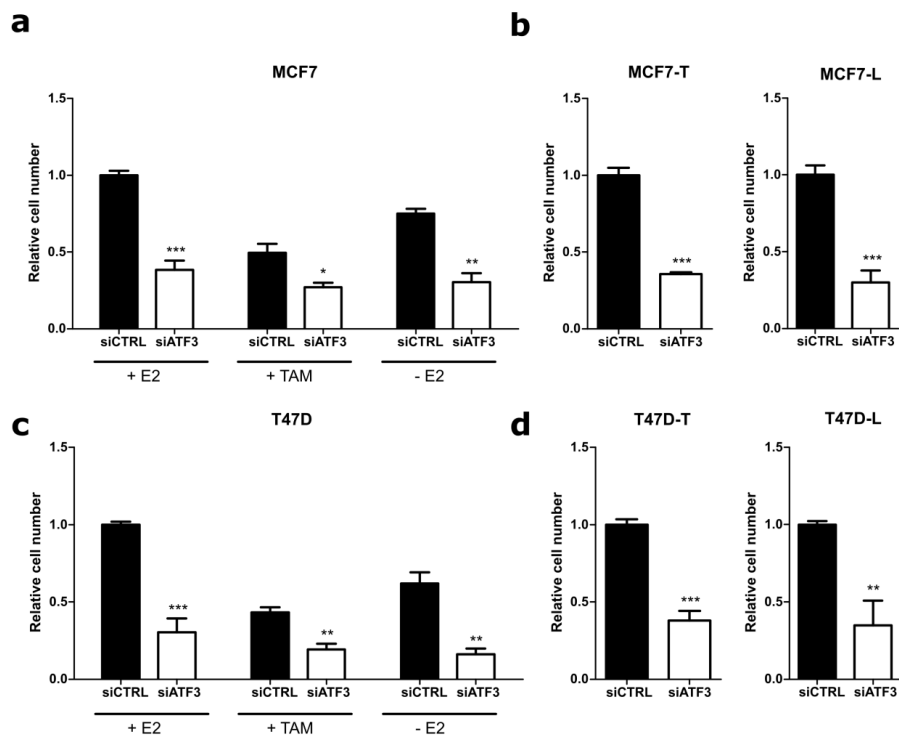 a
MCF7
Relative cell number
1.5
1.0
0.5
0.0
***
*
**
siCTRL siATF3 siCTRL siATF3 siCTRL siATF3
+ E2 + TAM - E2
b
MCF7-T
Relative cell number
1.5
1.0
0.5
0.0
***
siCTRL siATF3
MCF7-L
Relative cell number
1.5
1.0
0.5
0.0
***
siCTRL siATF3
c
T47D
Relative cell number
1.5
1.0
0.5
0.0
***
**
**
siCTRL siATF3 siCTRL siATF3 siCTRL siATF3
+ E2 + TAM - E2
d
T47D-T
Relative cell number
1.5
1.0
0.5
0.0
***
siCTRL siATF3
T47D-L
Relative cell number
1.5
1.0
0.5
0.0
**
siCTRL siATF3